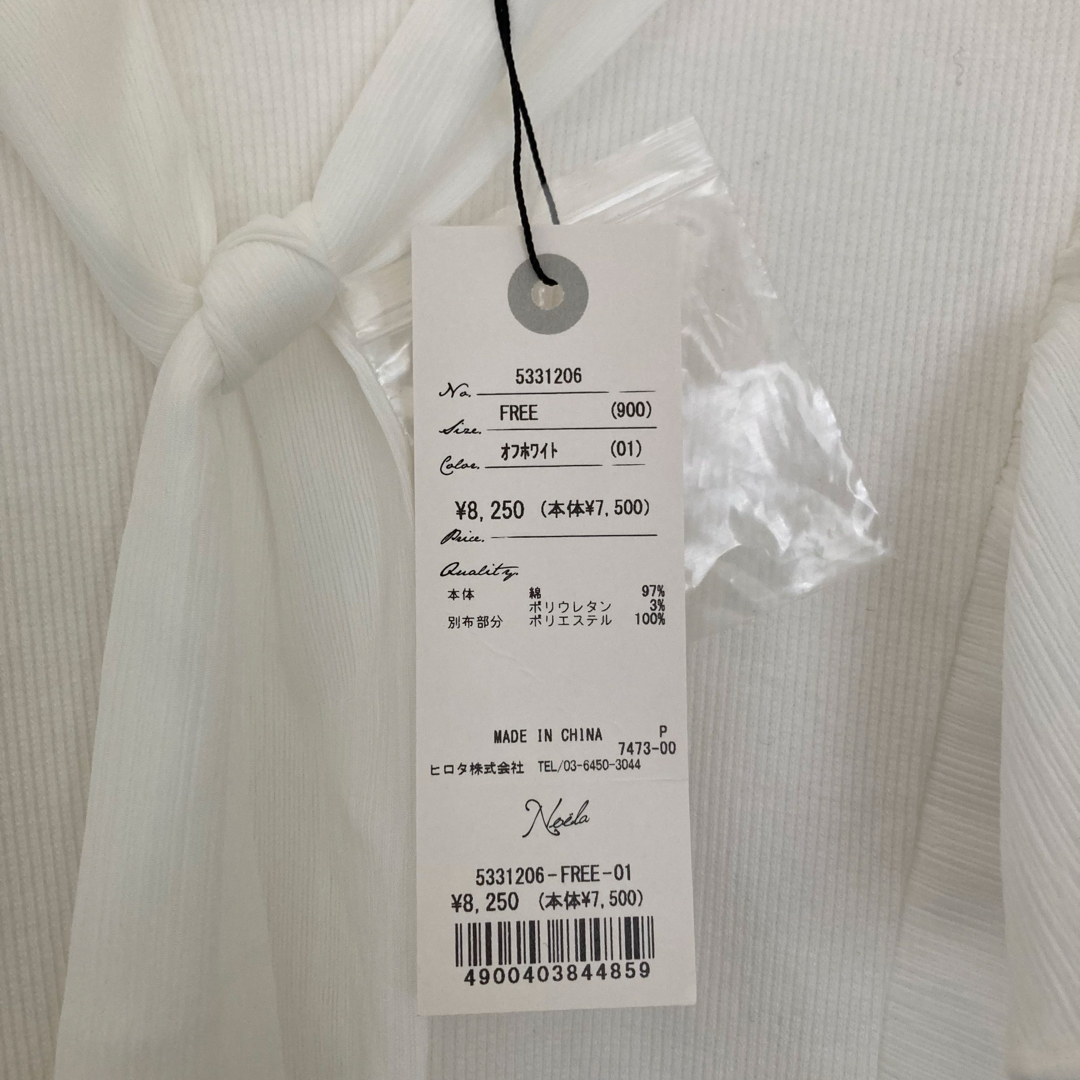 No. 5331206
Size. FREE (900)
Color. オフホワイト (01)
¥8,250 (本体¥7,500)
Price.
Quality.
本体 綿 97%
ポリウレタン 3%
別布部分 ポリエステル 100%
MADE IN CHINA P
7473-00
ヒロタ株式会社 TEL/03-6450-3044
Noéla
5331206-FREE-01
¥8,250 (本体¥7,500)
4900403844859